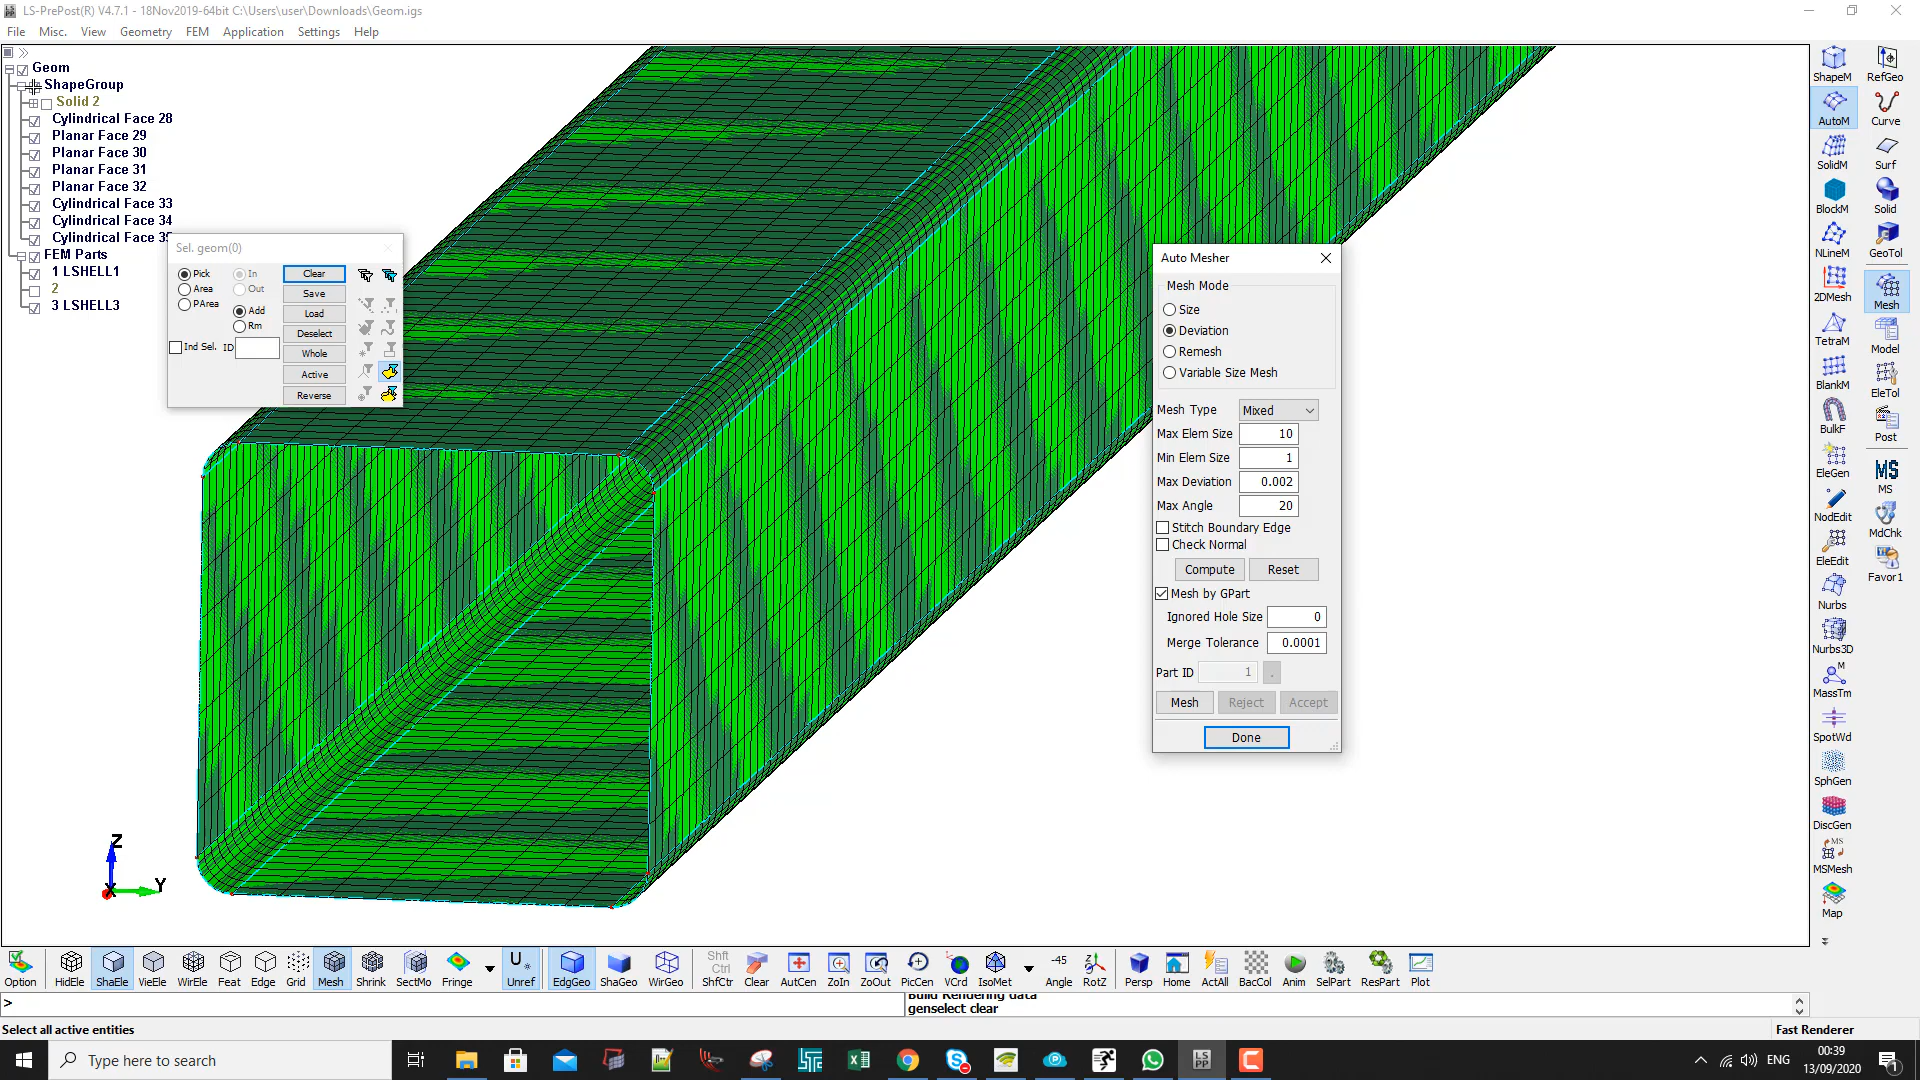 LS-PrePost(R) V4.7.1 - 18Nov2019-64bit C:\Users\user\Downloads\Geom.igs
File Misc. View Geometry FEM Application Settings Help
Geom
ShapeGroup
Solid 2
Cylindrical Face 28
Planar Face 29
Planar Face 30
Planar Face 31
Planar Face 32
Cylindrical Face 33
Cylindrical Face 34
Cylindrical Face
FEM Parts
1 LSHELL1
2
3 LSHELL3
Sel. geom(0)
Pick In Clear
Area Out Save
PArea Add Load
Rm Deselect
Ind Sel. ID Whole
Active
Reverse
Auto Mesher
Mesh Mode
Size
Deviation
Remesh
Variable Size Mesh
Mesh Type Mixed
Max Elem Size 10
Min Elem Size 1
Max Deviation 0.002
Max Angle 20
Stitch Boundary Edge
Check Normal
Compute Reset
Mesh by GPart
Ignored Hole Size 0
Merge Tolerance 0.0001
Part ID 1 .
Mesh Reject Accept
Done
ShapeM RefGeo
AutoM Curve
SolidM Surf
BlockM Solid
NLineM GeoTol
2DMesh Mesh
TetraM Model
BlankM EleTol
BulkF Post
EleGen MS MS
NodEdit MdChk
EleEdit Favor1
Nurbs
Nurbs3D
M
MassTm
SpotWd
SphGen
DiscGen
MS
MSMesh
Map
Z
Y
X
Option HidEle ShaEle VieEle WirEle Feat Edge Grid Mesh Shrink SectMo Fringe Unref EdgGeo ShaGeo WirGeo Shft Ctrl ShfCtr Clear AutCen ZoIn ZoOut PicCen VCrd IsoMet -45 Angle RotZ Persp Home ActAll BacCol Anim SelPart ResPart Plot
>
Build Rendering data
genselect clear
Select all active entities
Fast Renderer
Type here to search
LS PP
ENG
00:39
13/09/2020
1